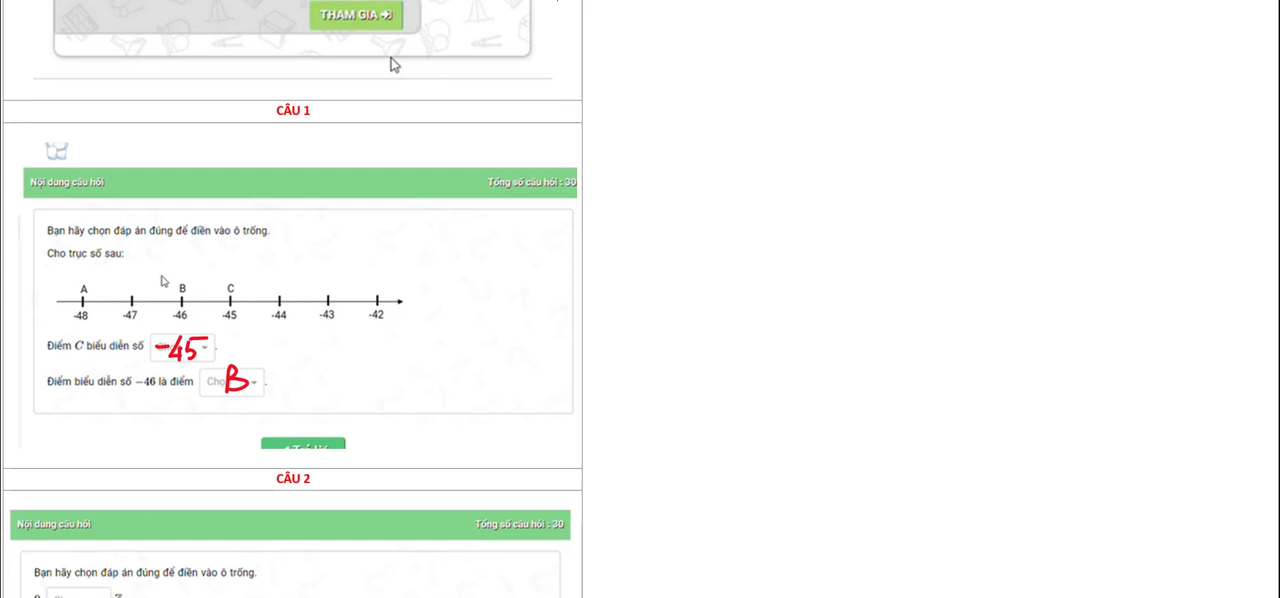 THAM GIA
CÂU 1
Nội dung câu hỏi
Tổng số câu hỏi : 30
Bạn hãy chọn đáp án đúng để điền vào ô trống.
Cho trục số sau:
A B C
-48 -47 -46 -45 -44 -43 -42
Điểm C biểu diễn số -45 .
Điểm biểu diễn số −46 là điểm B .
CÂU 2
Nội dung câu hỏi
Tổng số câu hỏi : 30
Bạn hãy chọn đáp án đúng để điền vào ô trống.